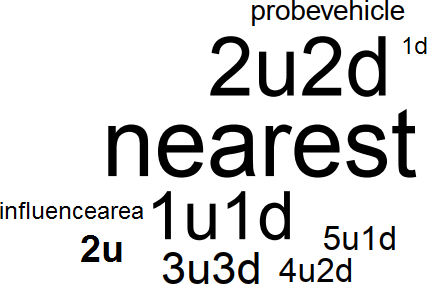 probevehicle
2u2d 1d
nearest
influencearea 1u1d
2u 5u1d
3u3d 4u2d